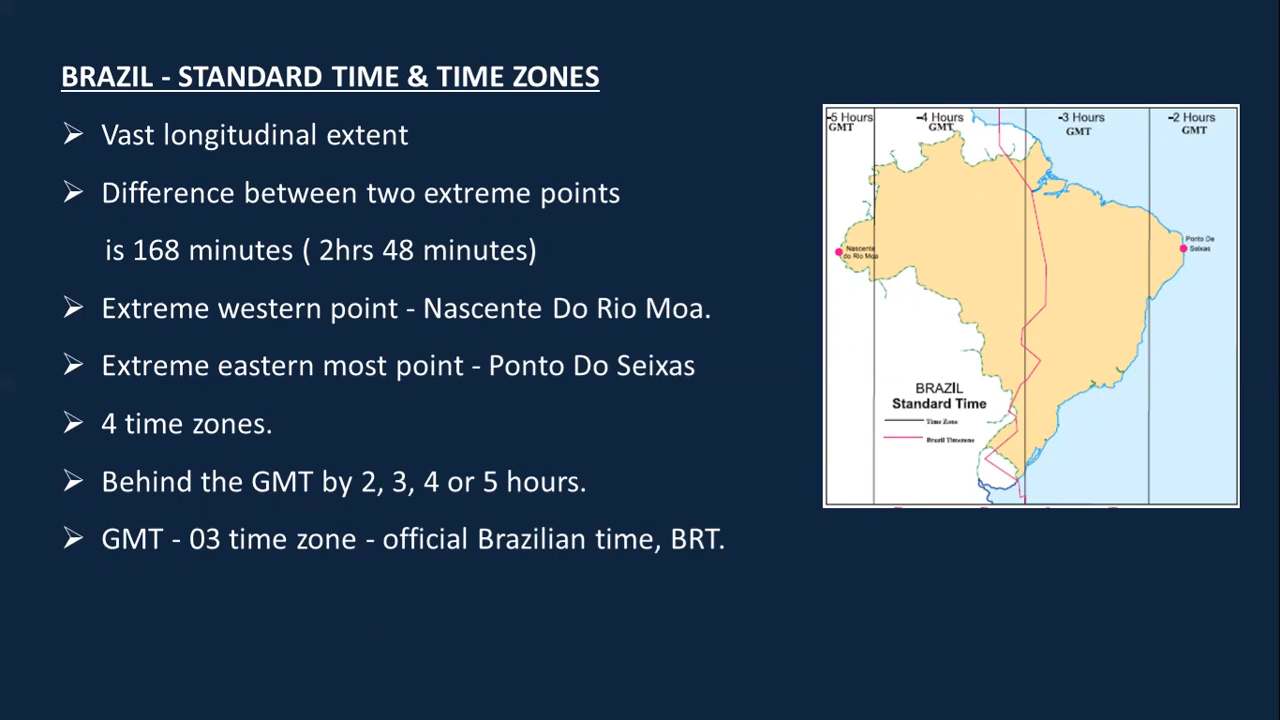 BRAZIL - STANDARD TIME & TIME ZONES
➢ Vast longitudinal extent
➢ Difference between two extreme points
is 168 minutes ( 2hrs 48 minutes)
➢ Extreme western point - Nascente Do Rio Moa.
➢ Extreme eastern most point - Ponto Do Seixas
➢ 4 time zones.
➢ Behind the GMT by 2, 3, 4 or 5 hours.
➢ GMT - 03 time zone - official Brazilian time, BRT.
-5 Hours
GMT
-4 Hours
GMT
-3 Hours
GMT
-2 Hours
GMT
Nascente
do Rio Moa
Ponto De
Seixas
BRAZIL
Standard Time
Time Zone
Brazil Timezone